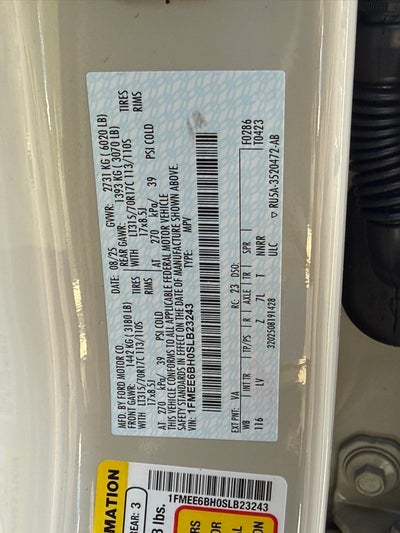 MFD. BY FORD MOTOR CO.
DATE: 08/25 GVWR: 2731 KG ( 6020 LB)
FRONT GAWR: 1442 KG ( 3180 LB) REAR GAWR: 1393 KG ( 3070 LB)
WITH LT315/70R17C 113/110S TIRES WITH LT315/70R17C 113/110S TIRES
17x8.5J RIMS 17x8.5J RIMS
AT 270 kPa/ 39 PSI COLD AT 270 kPa/ 39 PSI COLD
THIS VEHICLE CONFORMS TO ALL APPLICABLE FEDERAL MOTOR VEHICLE
SAFETY STANDARDS IN EFFECT ON THE DATE OF MANUFACTURE SHOWN ABOVE.
VIN: 1FMEE6BH0SLB23243 TYPE: MPV
F0286
T0423
EXT PNT: VA RC: 23 DSO:
WB INT TR TP/PS R AXLE TR SPR
116 LV Z 7L T NNRR
ULC
3202508191428 RU5A-3520472-AB
MATION
REAR: 3
1FMEE6BH0SLB23243
lbs.